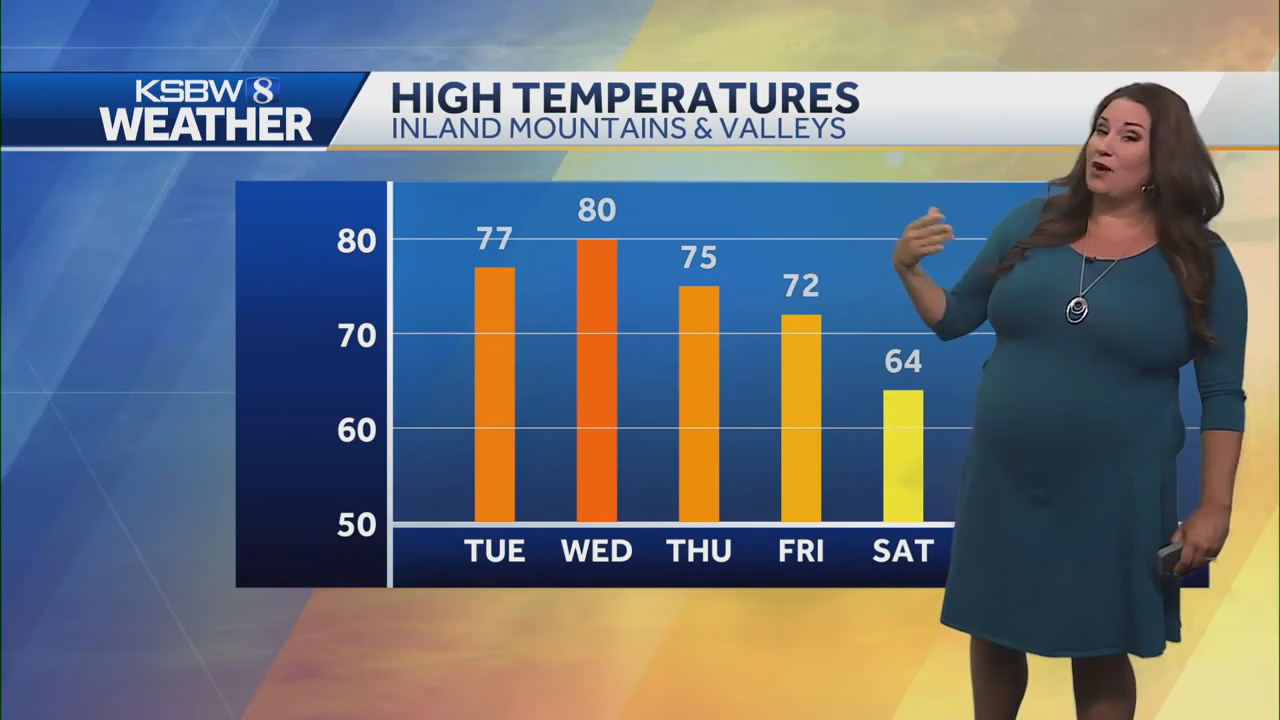 KSBW 8
WEATHER
HIGH TEMPERATURES
INLAND MOUNTAINS & VALLEYS
80
70
60
50
77
80
75
72
64
TUE WED THU FRI SAT